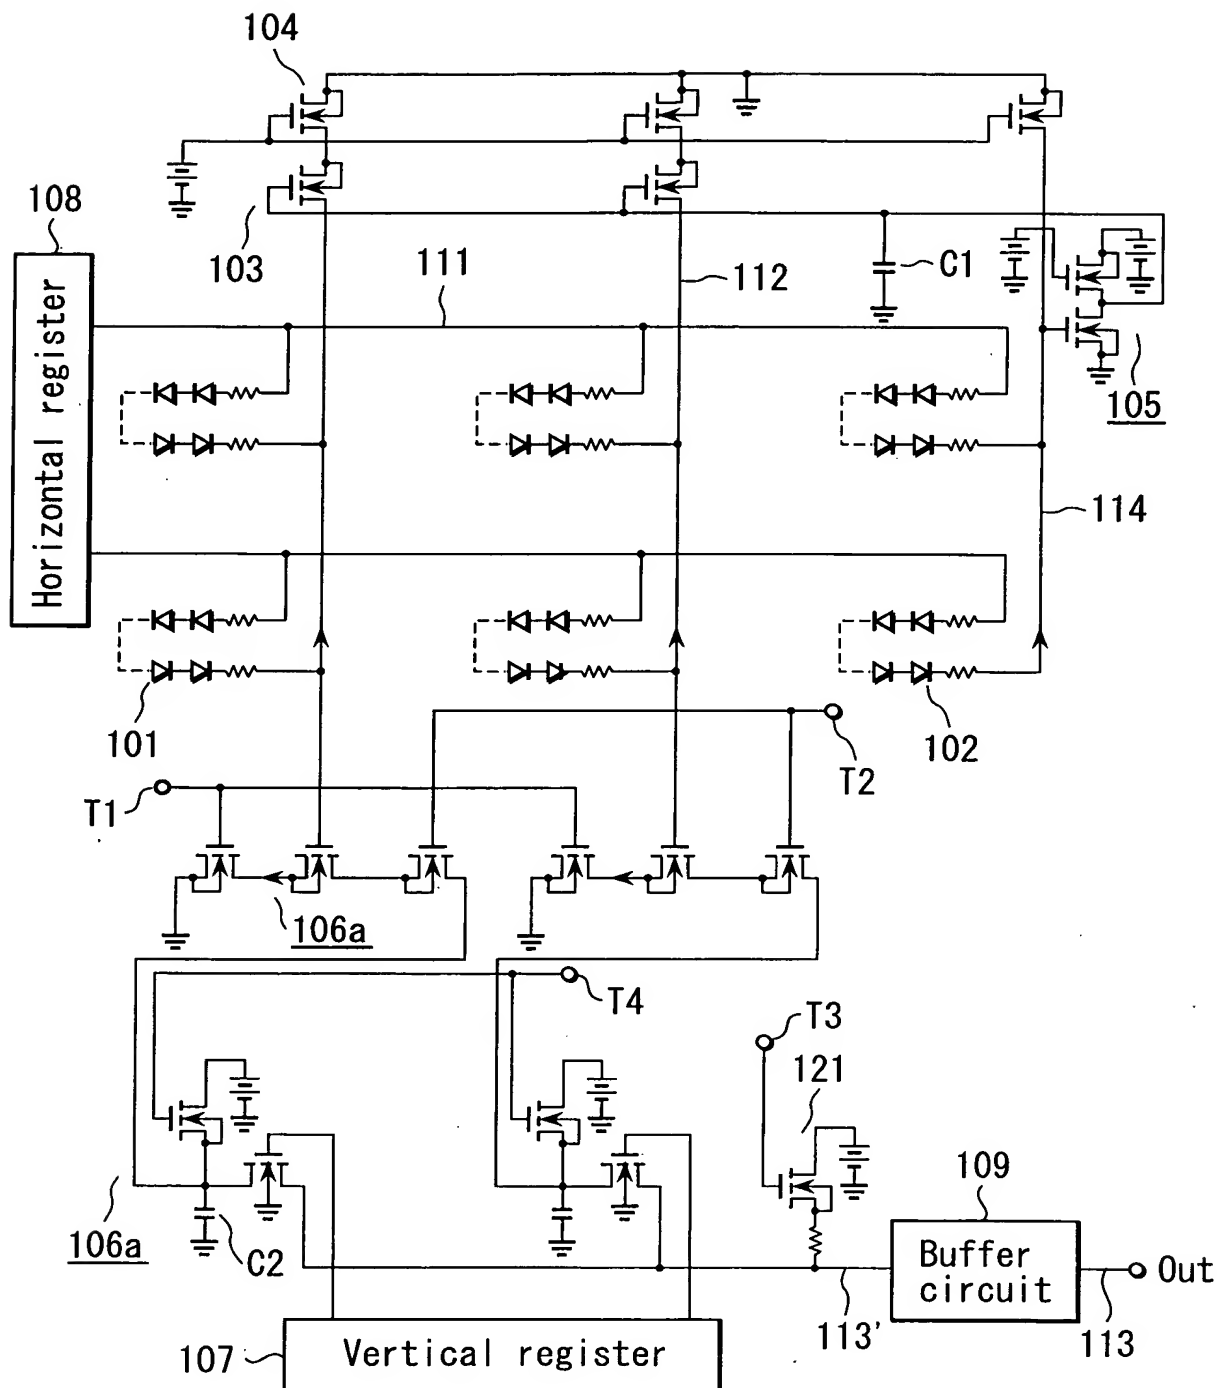 104
108
103
111
112
C1
105
Horizontal register
114
101
102
T2
T1
106a
T4
T3
121
109
106a
C2
Buffer
circuit
Out
113'
113
107
Vertical register